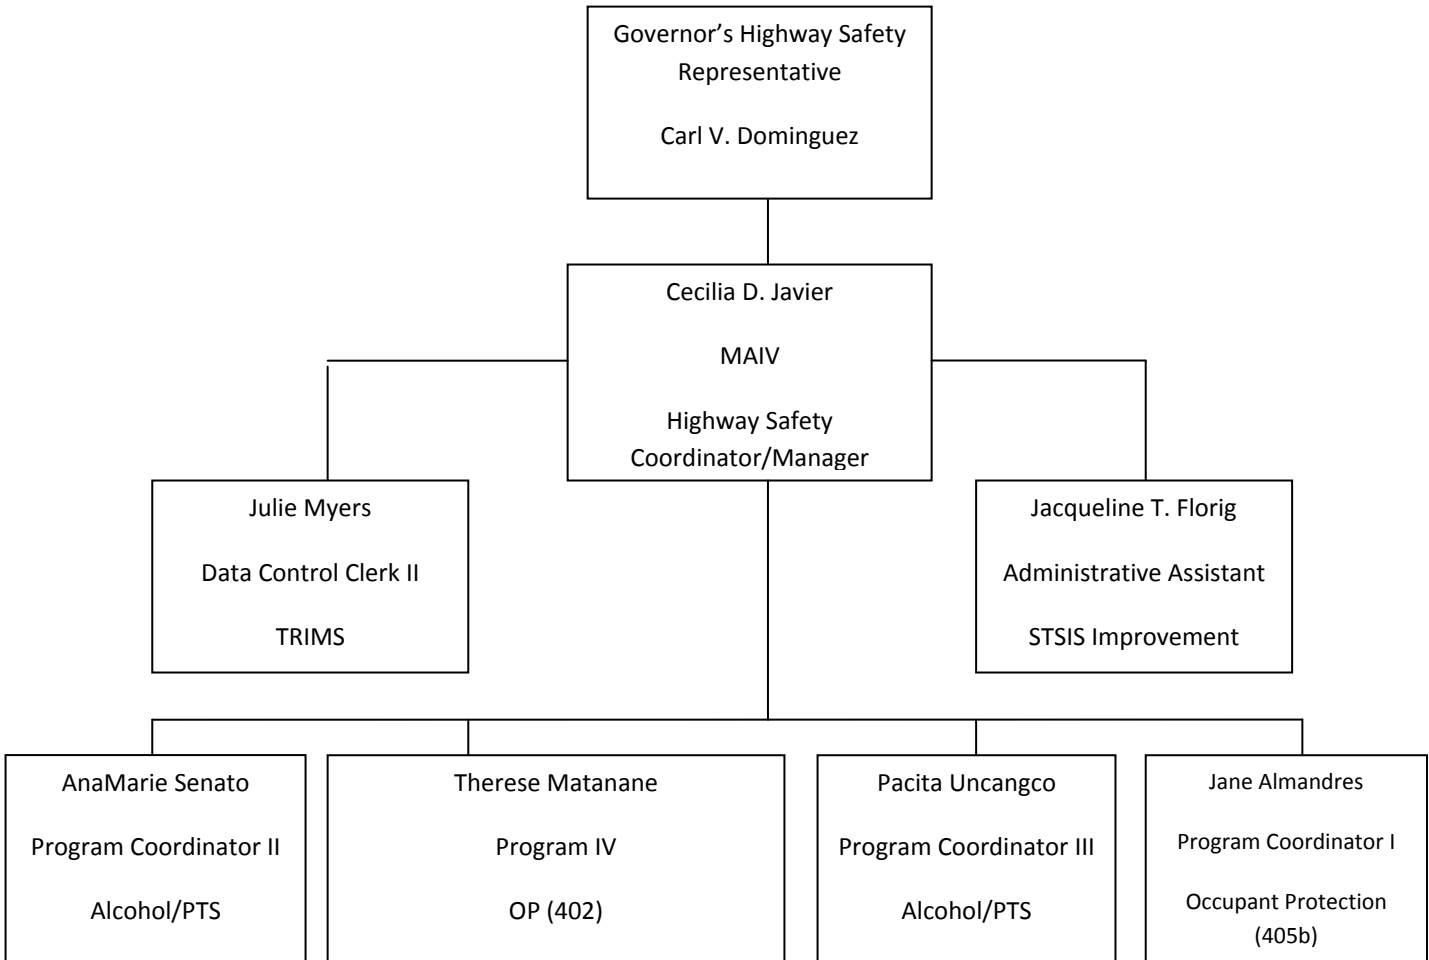 Governor’s Highway Safety
Representative
Carl V. Dominguez
Cecilia D. Javier
MAIV
Highway Safety
Coordinator/Manager
Julie Myers
Data Control Clerk II
TRIMS
Jacqueline T. Florig
Administrative Assistant
STSIS Improvement
AnaMarie Senato
Program Coordinator II
Alcohol/PTS
Therese Matanane
Program IV
OP (402)
Pacita Uncangco
Program Coordinator III
Alcohol/PTS
Jane Almandres
Program Coordinator I
Occupant Protection
(405b)